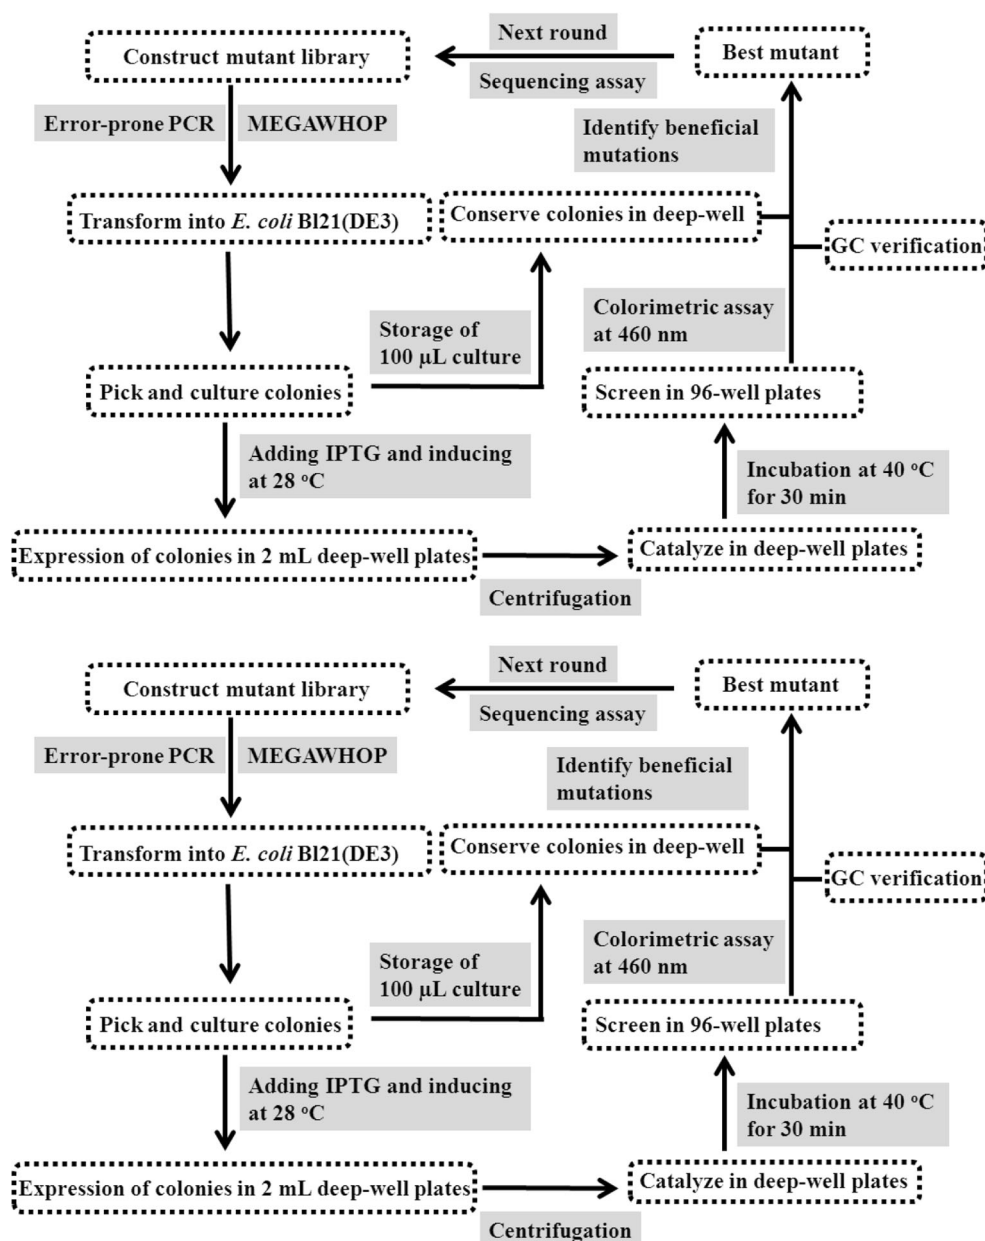 Next round
Construct mutant library
Best mutant
Sequencing assay
Error-prone PCR
MEGAWHOP
Identify beneficial
mutations
Transform into E. coli Bl21(DE3)
Conserve colonies in deep-well
GC verification
Colorimetric assay
at 460 nm
Storage of
100 μL culture
Pick and culture colonies
Screen in 96-well plates
Adding IPTG and inducing
at 28 °C
Incubation at 40 °C
for 30 min
Expression of colonies in 2 mL deep-well plates
Catalyze in deep-well plates
Centrifugation
Next round
Construct mutant library
Best mutant
Sequencing assay
Error-prone PCR
MEGAWHOP
Identify beneficial
mutations
Transform into E. coli Bl21(DE3)
Conserve colonies in deep-well
GC verification
Colorimetric assay
at 460 nm
Storage of
100 μL culture
Pick and culture colonies
Screen in 96-well plates
Adding IPTG and inducing
at 28 °C
Incubation at 40 °C
for 30 min
Expression of colonies in 2 mL deep-well plates
Catalyze in deep-well plates
Centrifugation